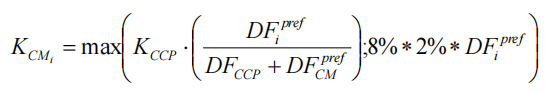 K_{CM_i} = max( K_{CCP} · ( DF_i^{pref} / ( DF_{CCP} + DF_{CM}^{pref} ) ) ;8% * 2% * DF_i^{pref} )